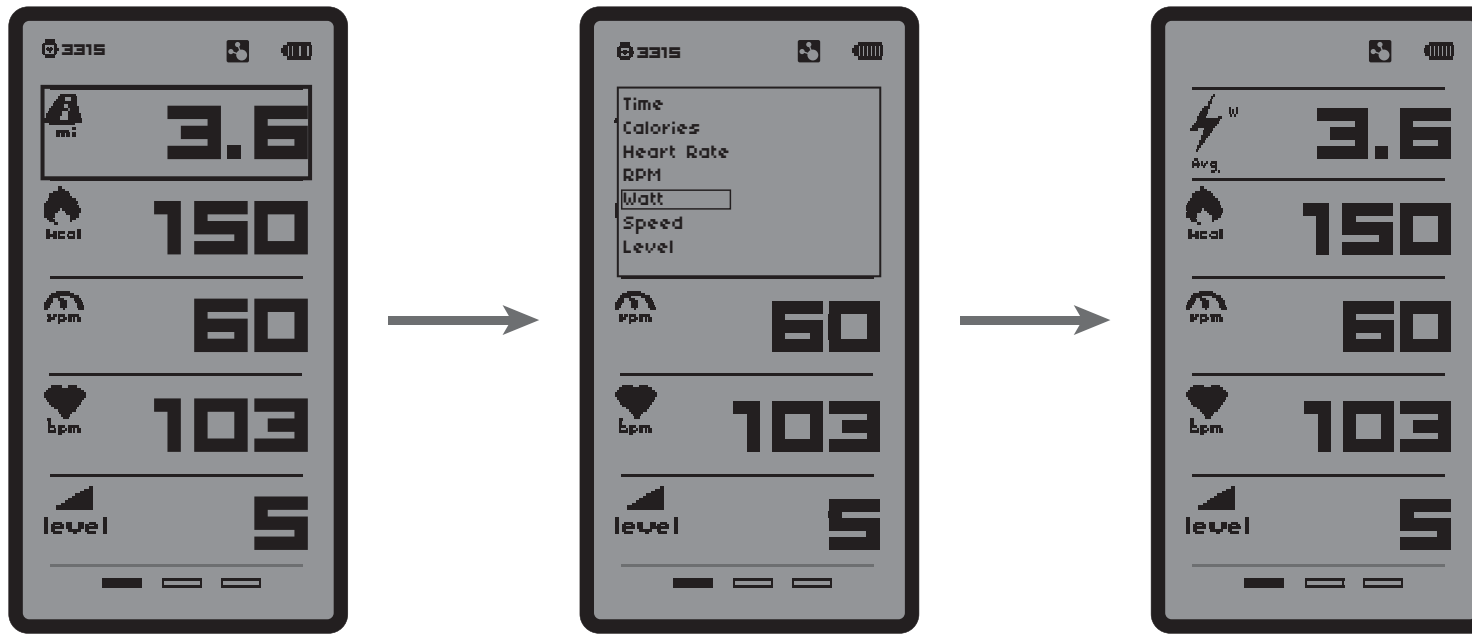 3315
mi
3.6
kcal
150
rpm
60
bpm
103
level
5
3315
Time
Calories
Heart Rate
RPM
Watt
Speed
Level
rpm
60
bpm
103
level
5
W
Avg.
3.6
kcal
150
rpm
60
bpm
103
level
5